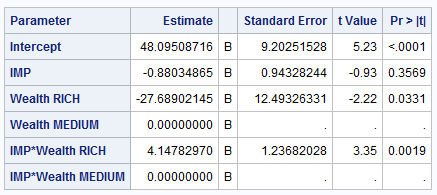 Parameter Estimate Standard Error t Value Pr > |t|
Intercept 48.09508716 B 9.20251528 5.23 <.0001
IMP -0.88034865 B 0.94328244 -0.93 0.3569
Wealth RICH -27.68902145 B 12.49326331 -2.22 0.0331
Wealth MEDIUM 0.00000000 B . . .
IMP*Wealth RICH 4.14782970 B 1.23682028 3.35 0.0019
IMP*Wealth MEDIUM 0.00000000 B . . .